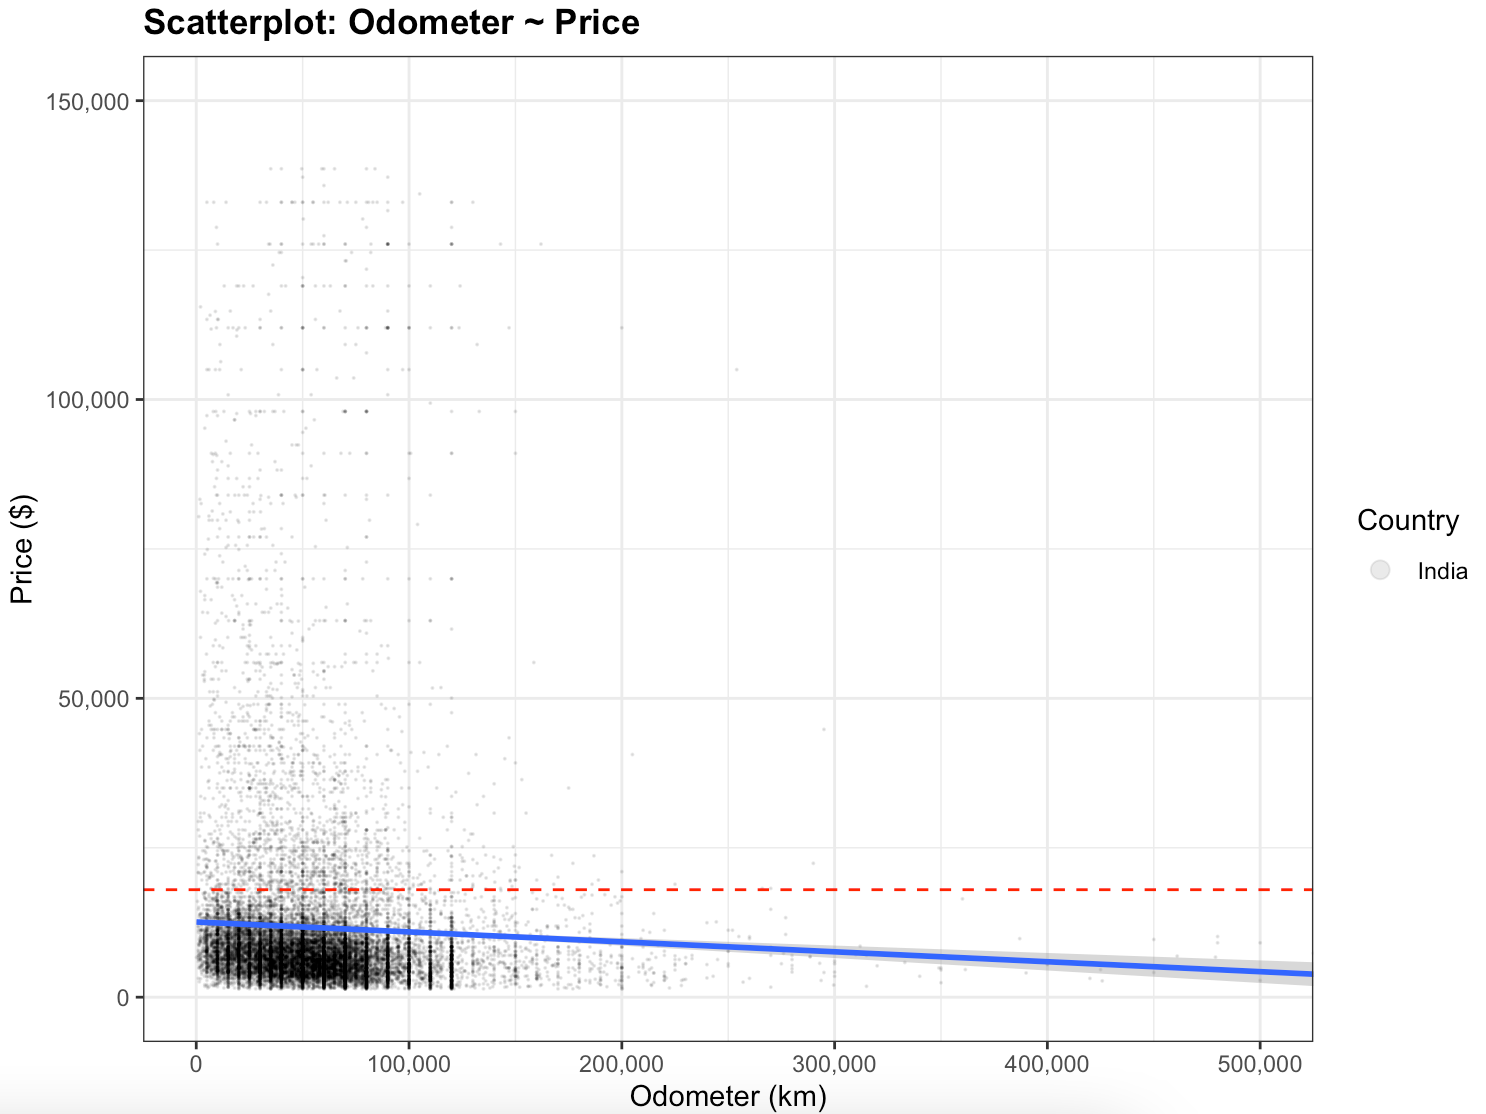 Scatterplot: Odometer ~ Price
150,000
100,000
50,000
0
Price ($)
0
100,000
200,000
300,000
400,000
500,000
Odometer (km)
Country
India